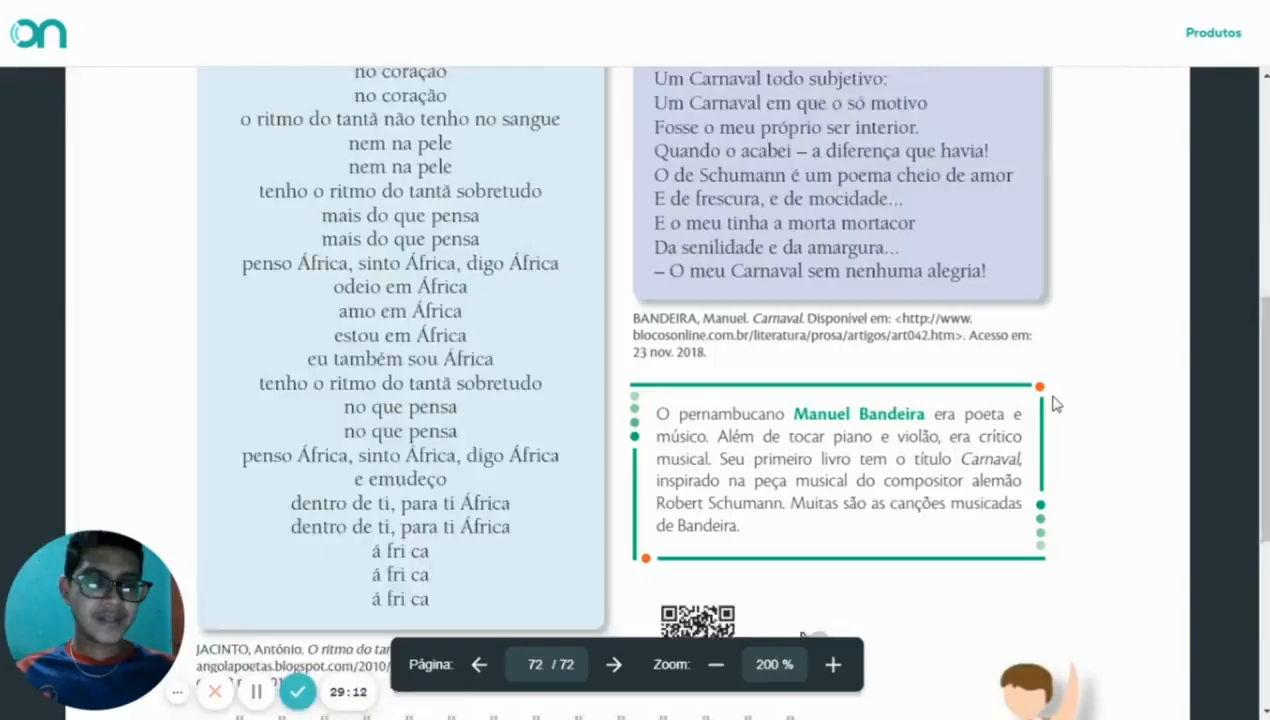 on
Produtos
no coração
no coração
o ritmo do tantã não tenho no sangue
nem na pele
nem na pele
tenho o ritmo do tantã sobretudo
mais do que pensa
mais do que pensa
penso África, sinto África, digo África
odeio em África
amo em África
estou em África
eu também sou África
tenho o ritmo do tantã sobretudo
no que pensa
no que pensa
penso África, sinto África, digo África
e emudeço
dentro de ti, para ti África
dentro de ti, para ti África
á fri ca
á fri ca
á fri ca
JACINTO, António. O ritmo do
angolapoetas.blogspot.com/2010/
Um Carnaval todo subjetivo:
Um Carnaval em que o só motivo
Fosse o meu próprio ser interior.
Quando o acabei – a diferença que havia!
O de Schumann é um poema cheio de amor
E de frescura, e de mocidade...
E o meu tinha a morta mortacor
Da senilidade e da amargura...
– O meu Carnaval sem nenhuma alegria!
BANDEIRA, Manuel. Carnaval. Disponível em: <http://www.
blocosonline.com.br/literatura/prosa/artigos/art042.htm>. Acesso em:
23 nov. 2018.
O pernambucano Manuel Bandeira era poeta e
músico. Além de tocar piano e violão, era crítico
musical. Seu primeiro livro tem o título Carnaval,
inspirado na peça musical do compositor alemão
Robert Schumann. Muitas são as canções musicadas
de Bandeira.
Página: 72 / 72 Zoom: 200 %
29:12